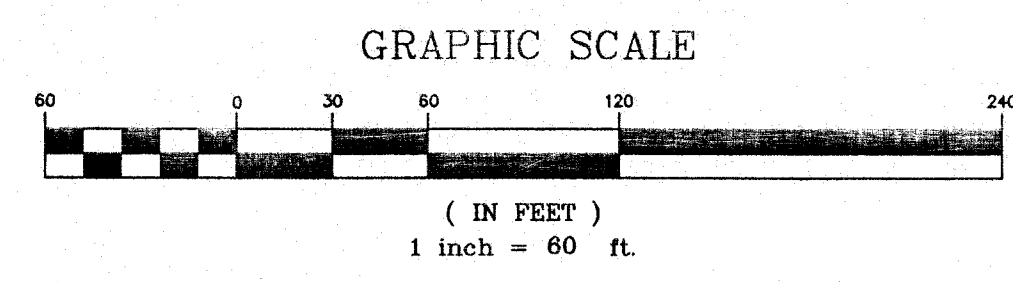 GRAPHIC SCALE
60 0 30 60 120 240
( IN FEET )
1 inch = 60 ft.